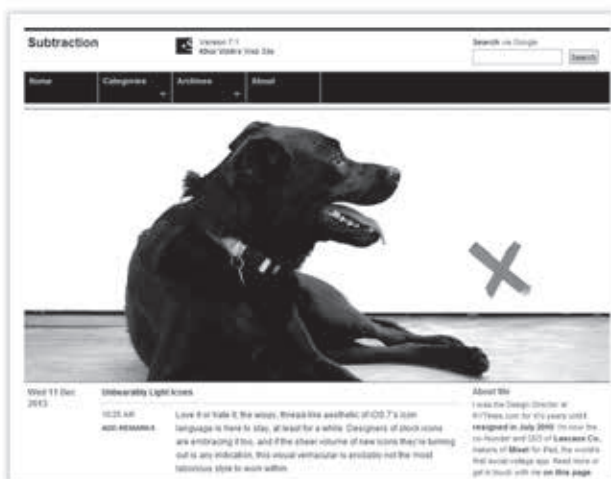 Subtraction
Version 7.1
Khoi Vinh's Web Site
Search via Google
Search
Home
Categories
Archives
About
Wed 11 Dec
2013
Unbearably Light Icons
10:25 AM
ADD REMARKS
Love it or hate it, the wispy, thread-like aesthetic of iOS 7's icon
language is here to stay, at least for a while. Designers of stock icons
are embracing it too, and if the sheer volume of new icons they're turning
out is any indication, this visual vernacular is probably not the most
laborious style to work within.
About Me
I was the Design Director at
NYTimes.com for years until I
resigned in July 2010. I'm now the
co-founder and CEO of Lascaux Co.,
makers of Mixel for iPad, the world's
first social collage app. Read more or
get in touch with me on this page.